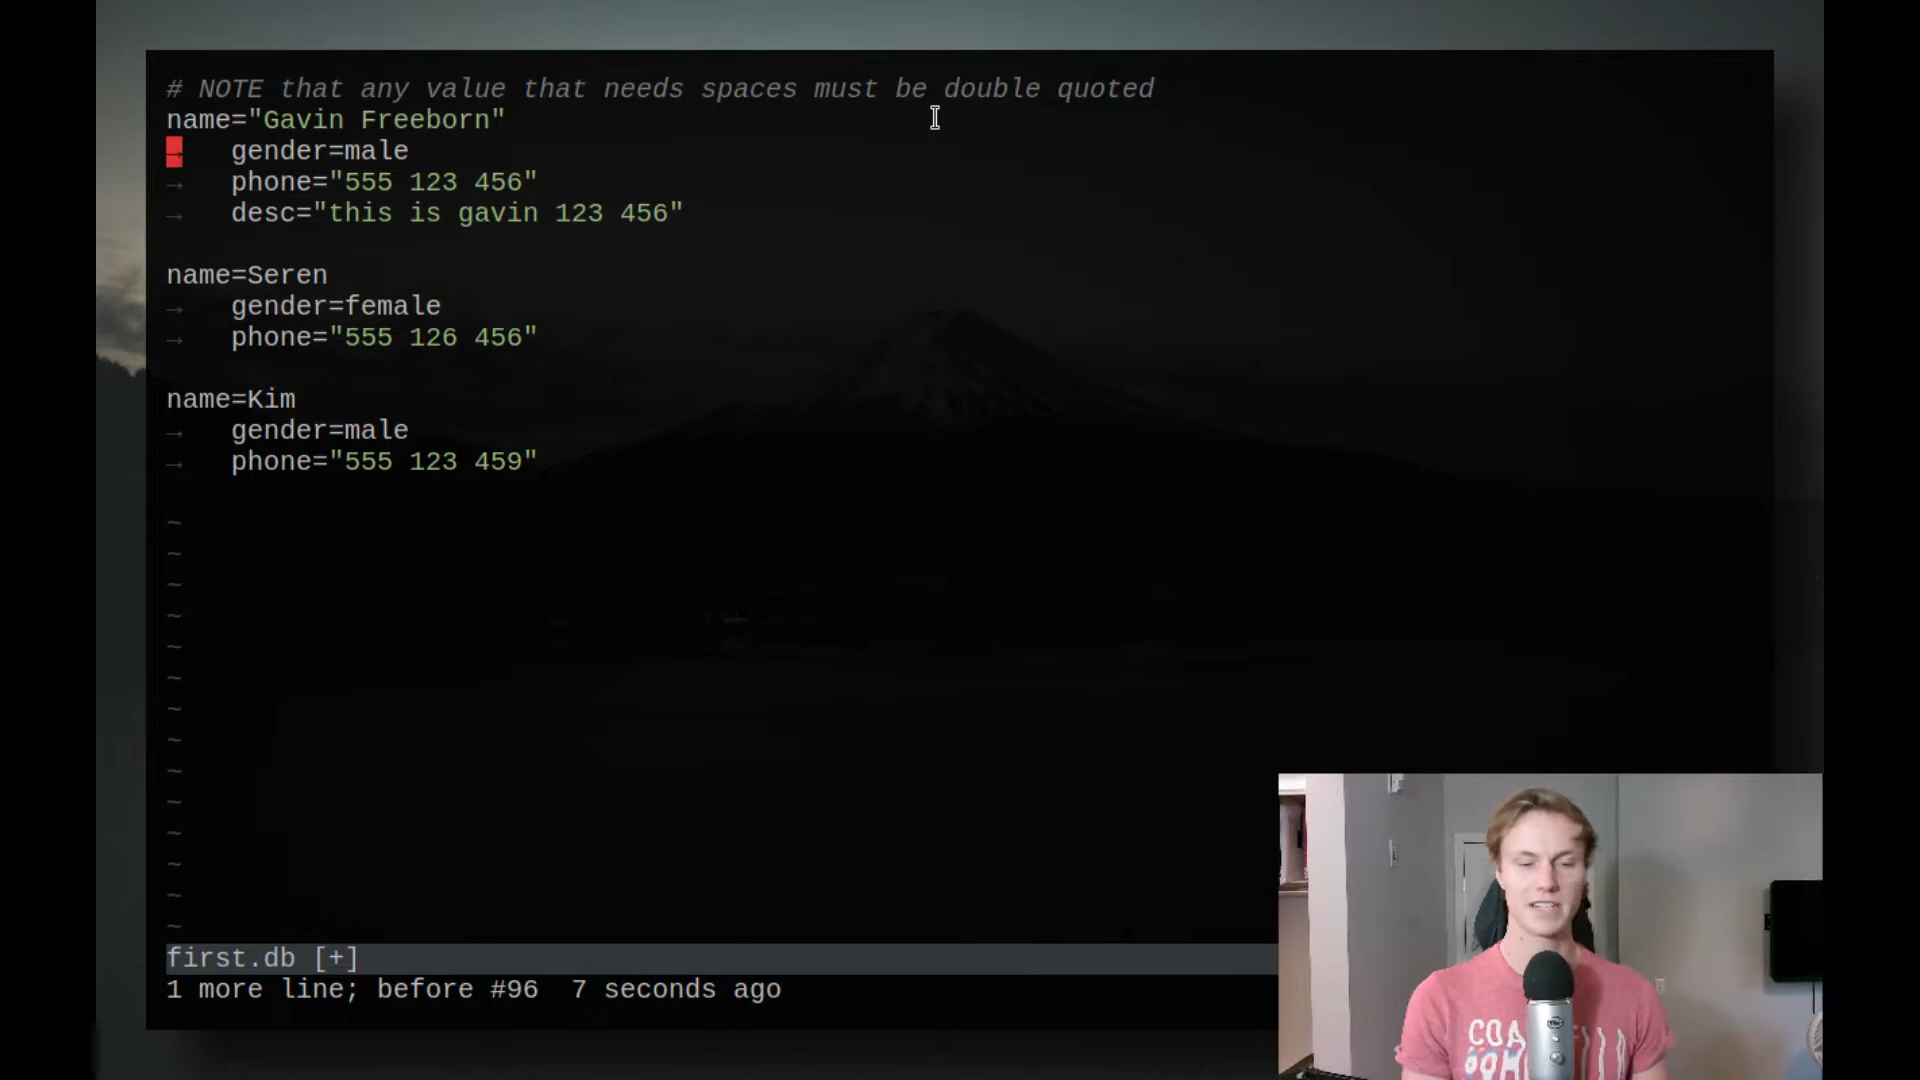 # NOTE that any value that needs spaces must be double quoted
name="Gavin Freeborn"
→ gender=male
→ phone="555 123 456"
→ desc="this is gavin 123 456"
name=Seren
→ gender=female
→ phone="555 126 456"
name=Kim
→ gender=male
→ phone="555 123 459"
~
~
~
~
~
~
~
~
~
~
~
~
~
~
first.db [+]
1 more line; before #96  7 seconds ago